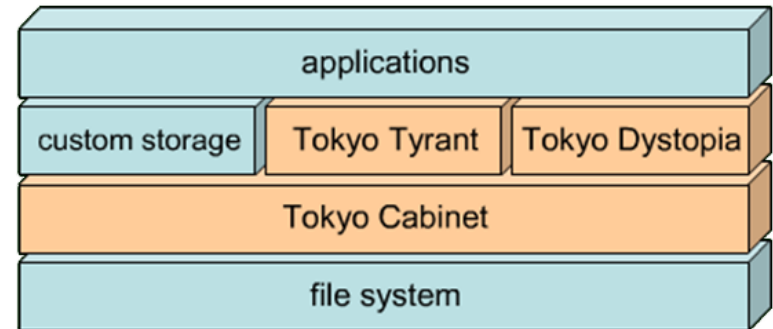 applications
custom storage
Tokyo Tyrant
Tokyo Dystopia
Tokyo Cabinet
file system